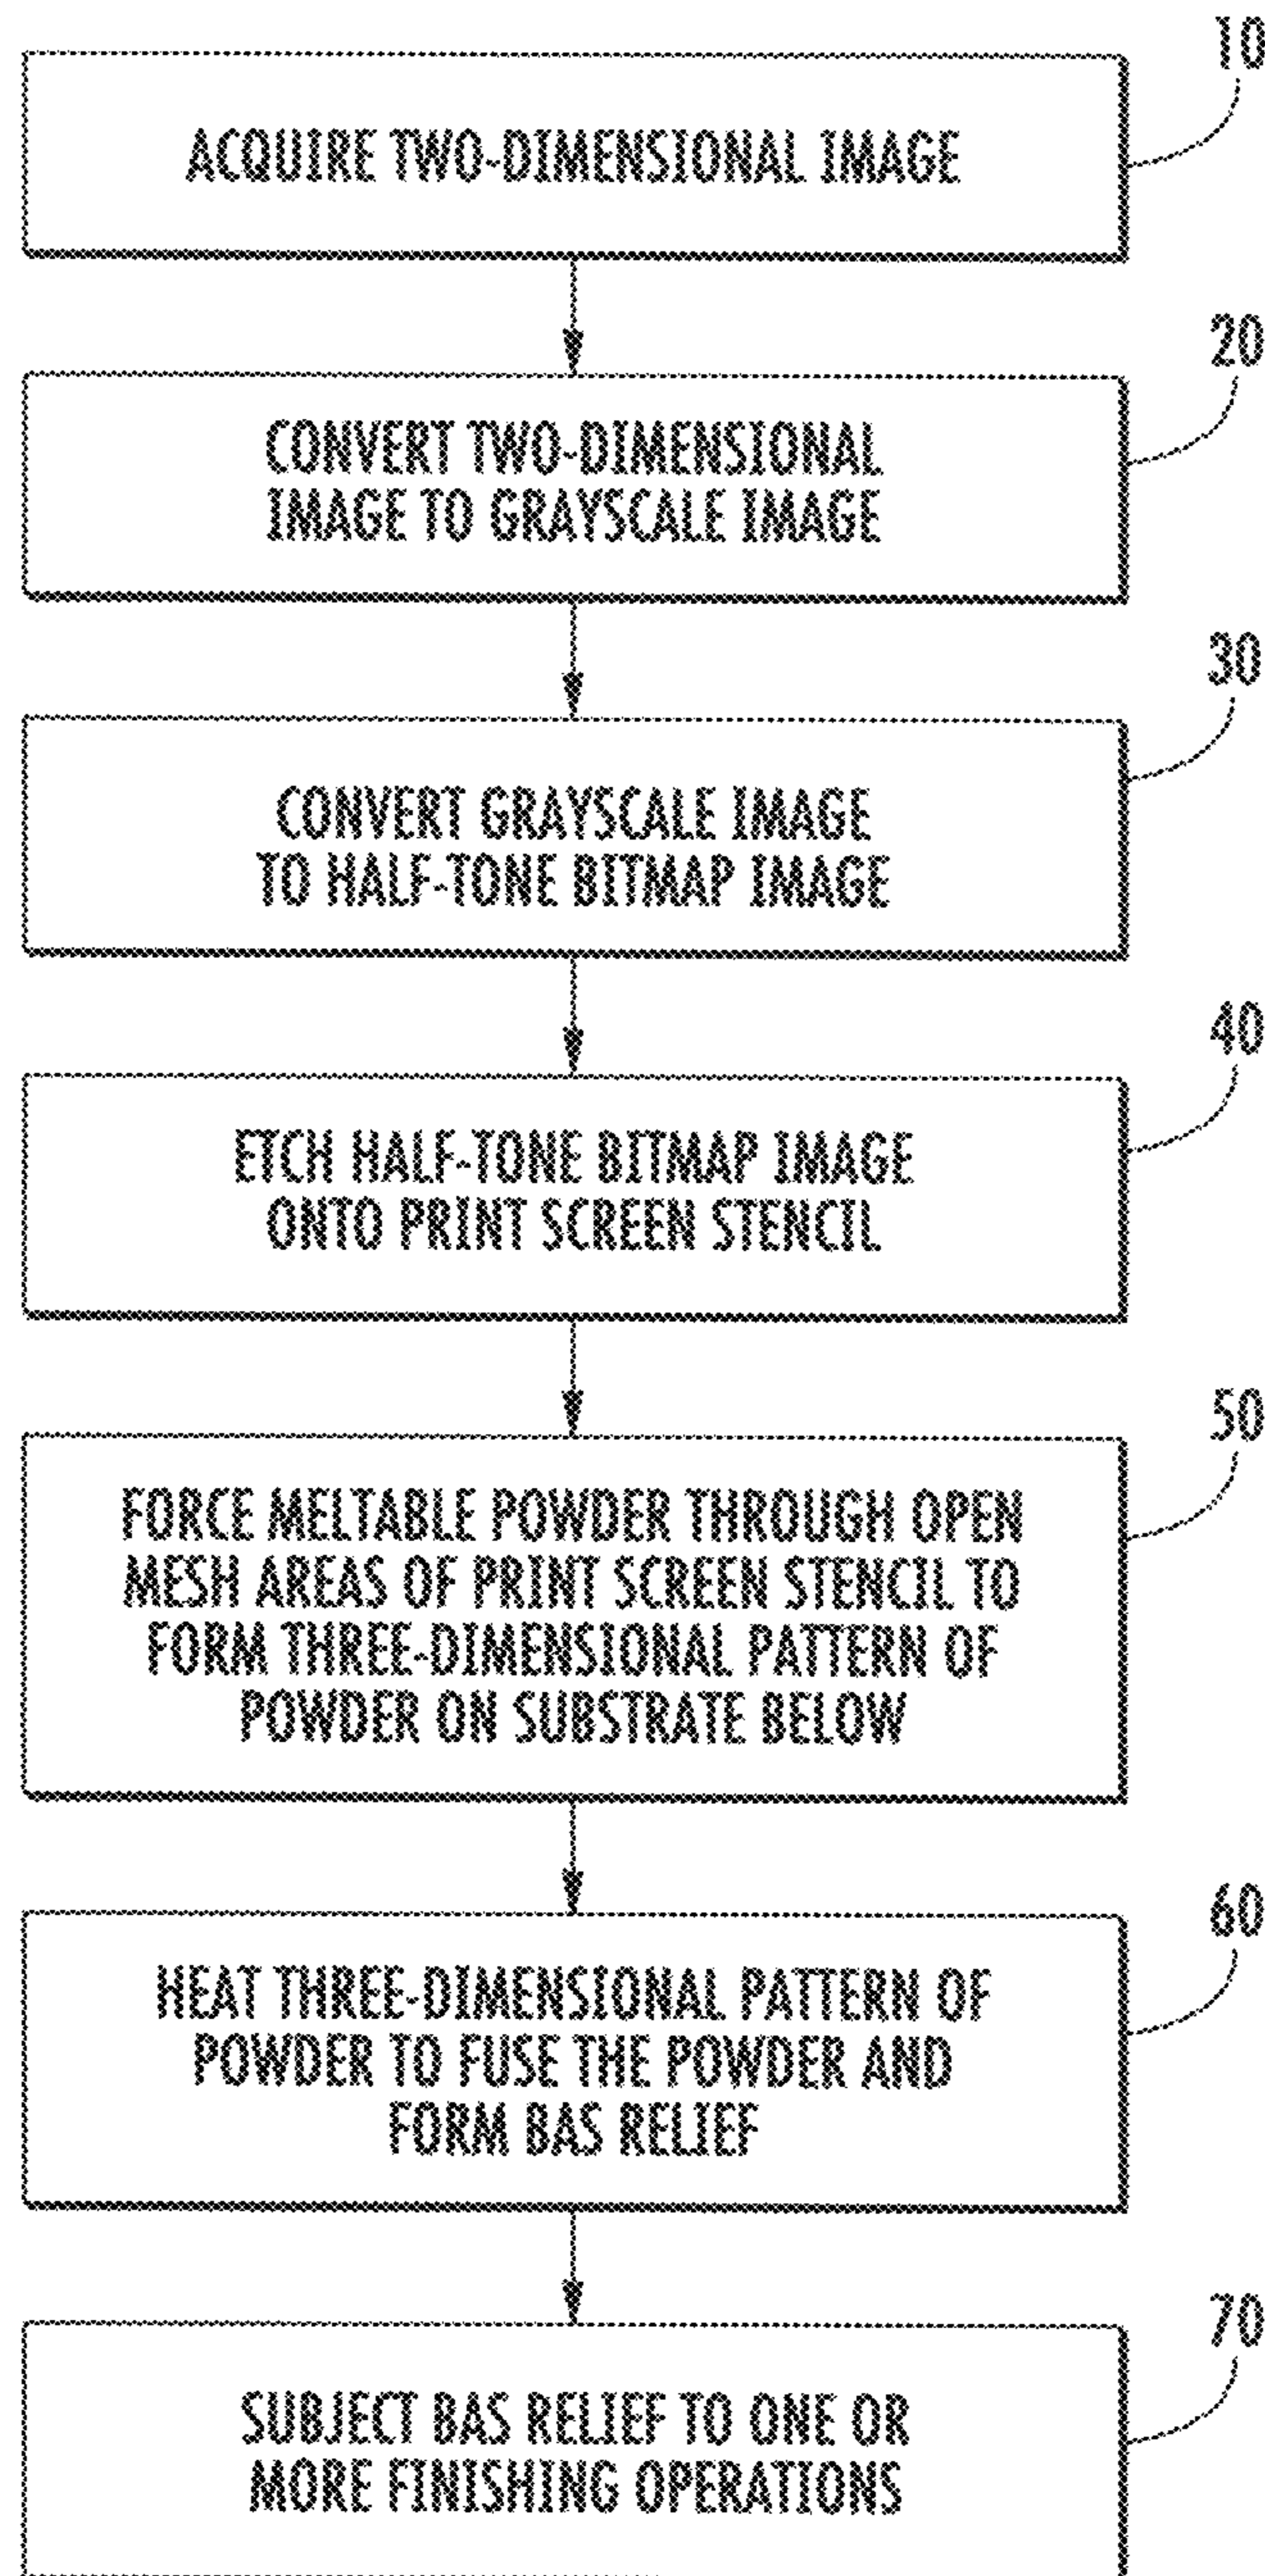 10
ACQUIRE TWO-DIMENSIONAL IMAGE
20
CONVERT TWO-DIMENSIONAL
IMAGE TO GRAYSCALE IMAGE
30
CONVERT GRAYSCALE IMAGE
TO HALF-TONE BITMAP IMAGE
40
ETCH HALF-TONE BITMAP IMAGE
ONTO PRINT SCREEN STENCIL
50
FORCE MELTABLE POWDER THROUGH OPEN
MESH AREAS OF PRINT SCREEN STENCIL TO
FORM THREE-DIMENSIONAL PATTERN OF
POWDER ON SUBSTRATE BELOW
60
HEAT THREE-DIMENSIONAL PATTERN OF
POWDER TO FUSE THE POWDER AND
FORM BAS RELIEF
70
SUBJECT BAS RELIEF TO ONE OR
MORE FINISHING OPERATIONS